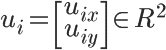 u_i = [u_{ix} u_{iy}] ∈ R^2